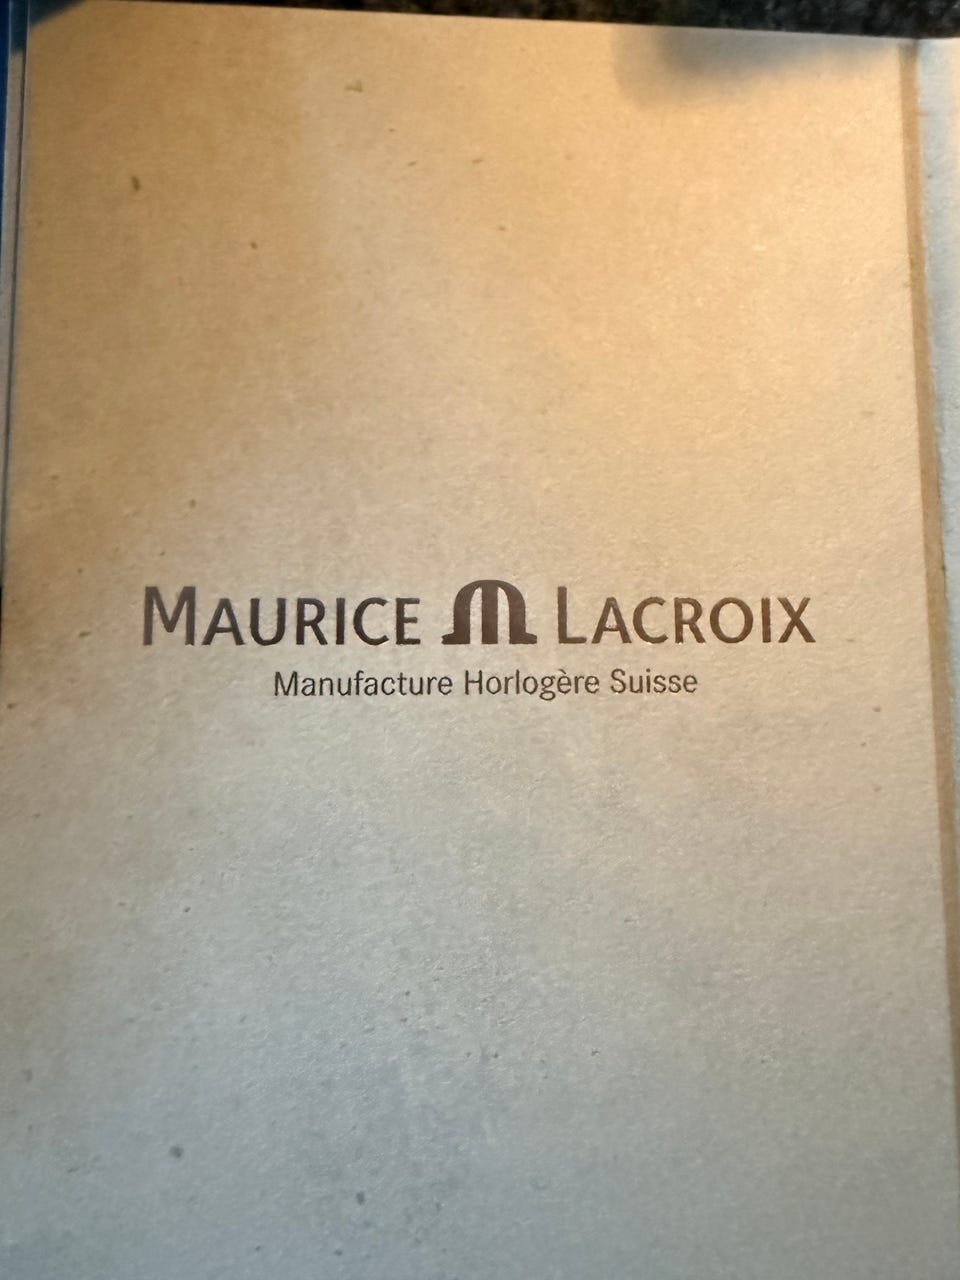 MAURICE LACROIX
Manufacture Horlogère Suisse